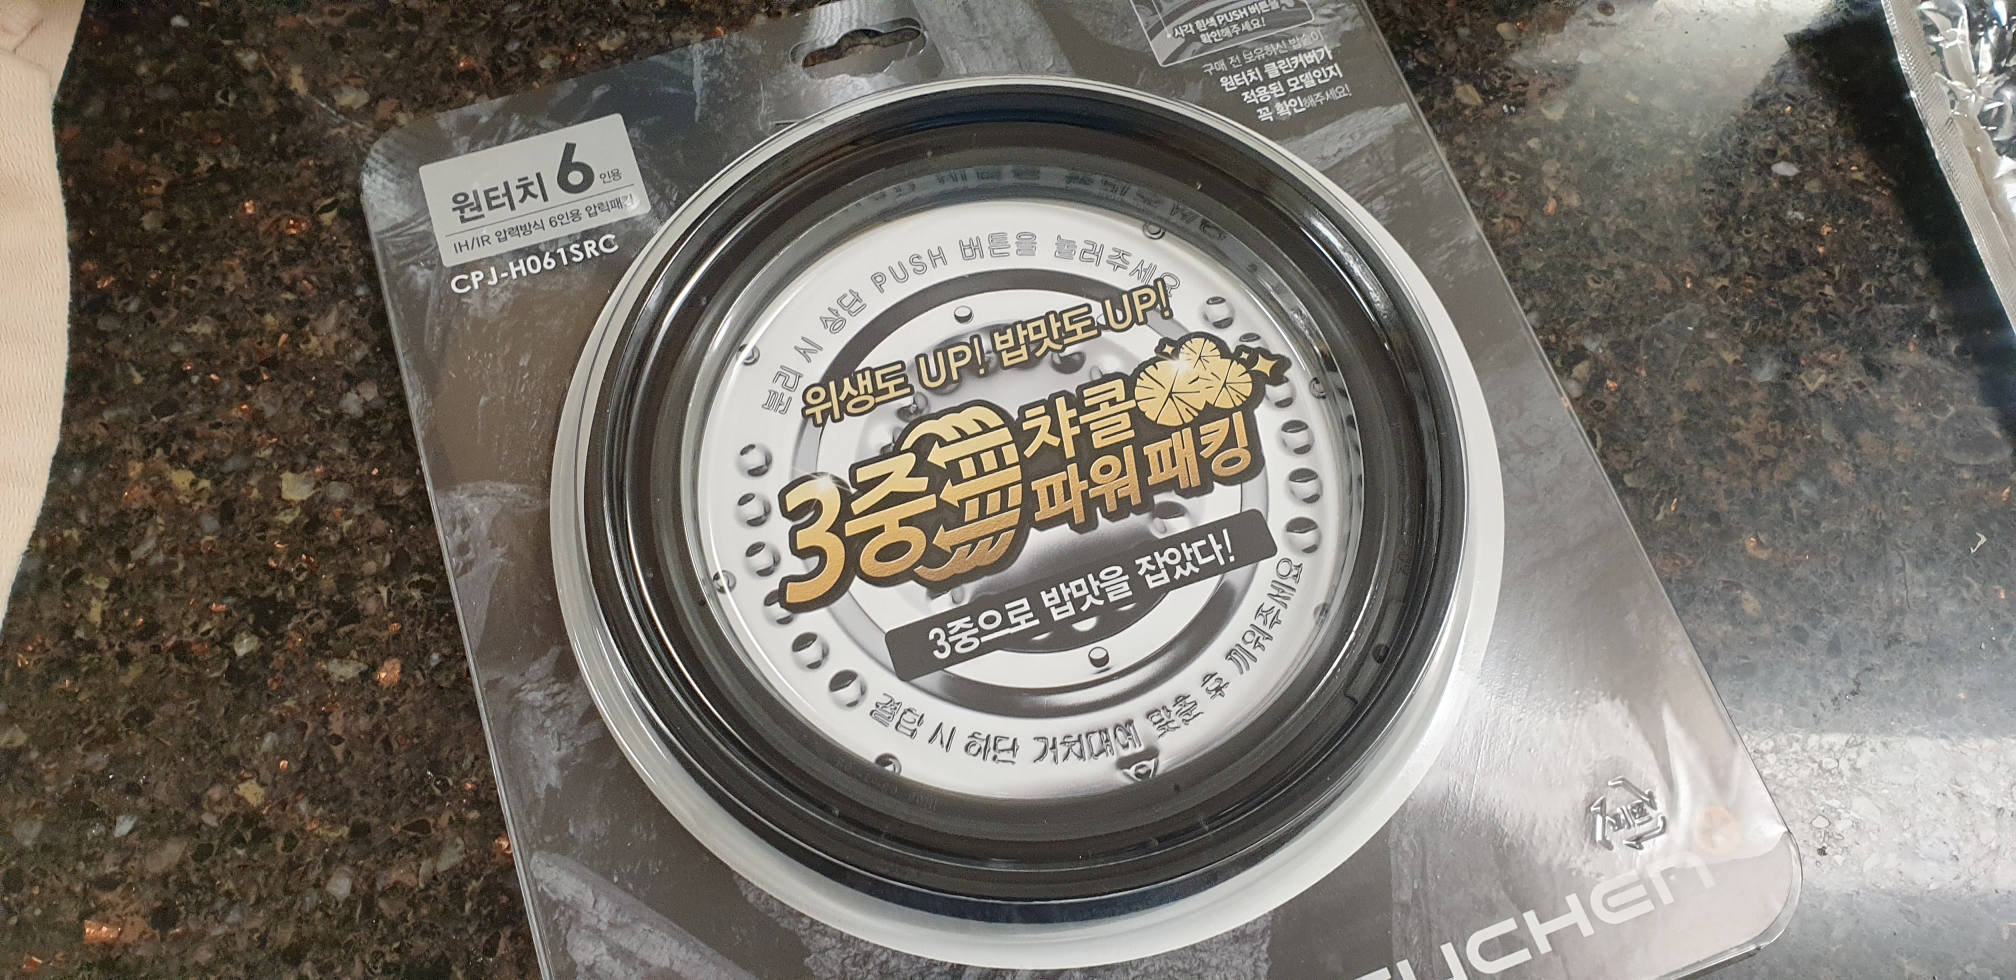 원터치 6인용
IH/IR 압력방식 6인용 압력패킹
CPJ-H061SRC
사각 흰색 PUSH 버튼을
확인해주세요!
구매 전 보유하신 밥솥이
원터치 클린커버가
적용된 모델인지
꼭 확인해주세요!
분리 시 상단 PUSH 버튼을 눌러주세요
위생도 UP! 밥맛도 UP!
3중 챠콜
파워패킹
3중으로 밥맛을 잡았다!
결합 시 하단 거치대에 맞춘 후 끼워주세요
CUCHEN